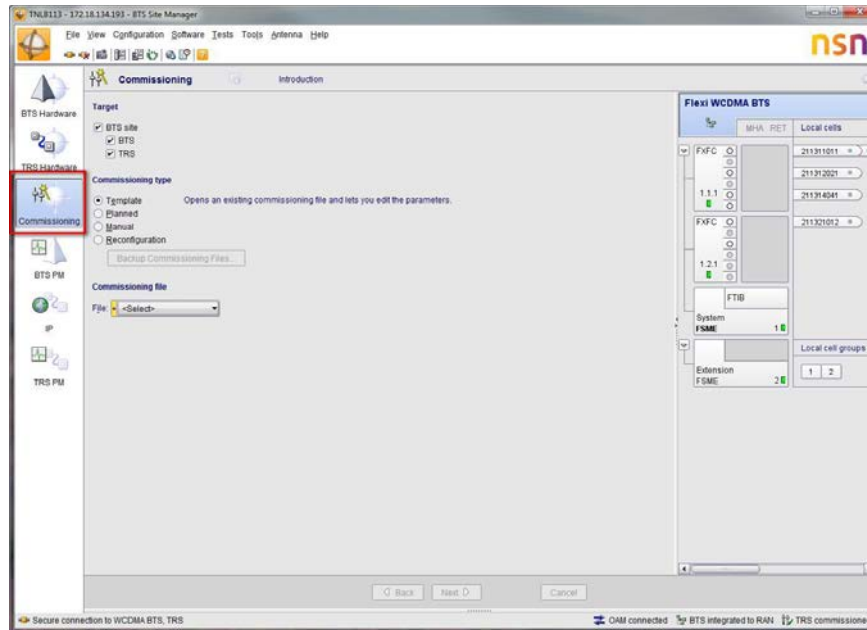 TNLB113 - 172.18.134.193 - BTS Site Manager
File View Configuration Software Tests Tools Antenna Help
nsn
Commissioning Introduction
BTS Hardware
TRS Hardware
Commissioning
BTS PM
IP
TRS PM
Target
BTS site
BTS
TRS
Commissioning type
Template Opens an existing commissioning file and lets you edit the parameters.
Planned
Manual
Reconfiguration
Backup Commissioning Files...
Commissioning file
File: <Select>
Flexi WCDMA BTS
MHA RET Local cells
FXFC 211311011
211312021
1.1.1 211314041
FXFC 211321012
1.2.1
FTIB
System
FSME 1
Local cell groups
Extension 1 2
FSME 2
Back Next Cancel
Secure connection to WCDMA BTS, TRS OAM connected BTS integrated to RAN TRS commissione